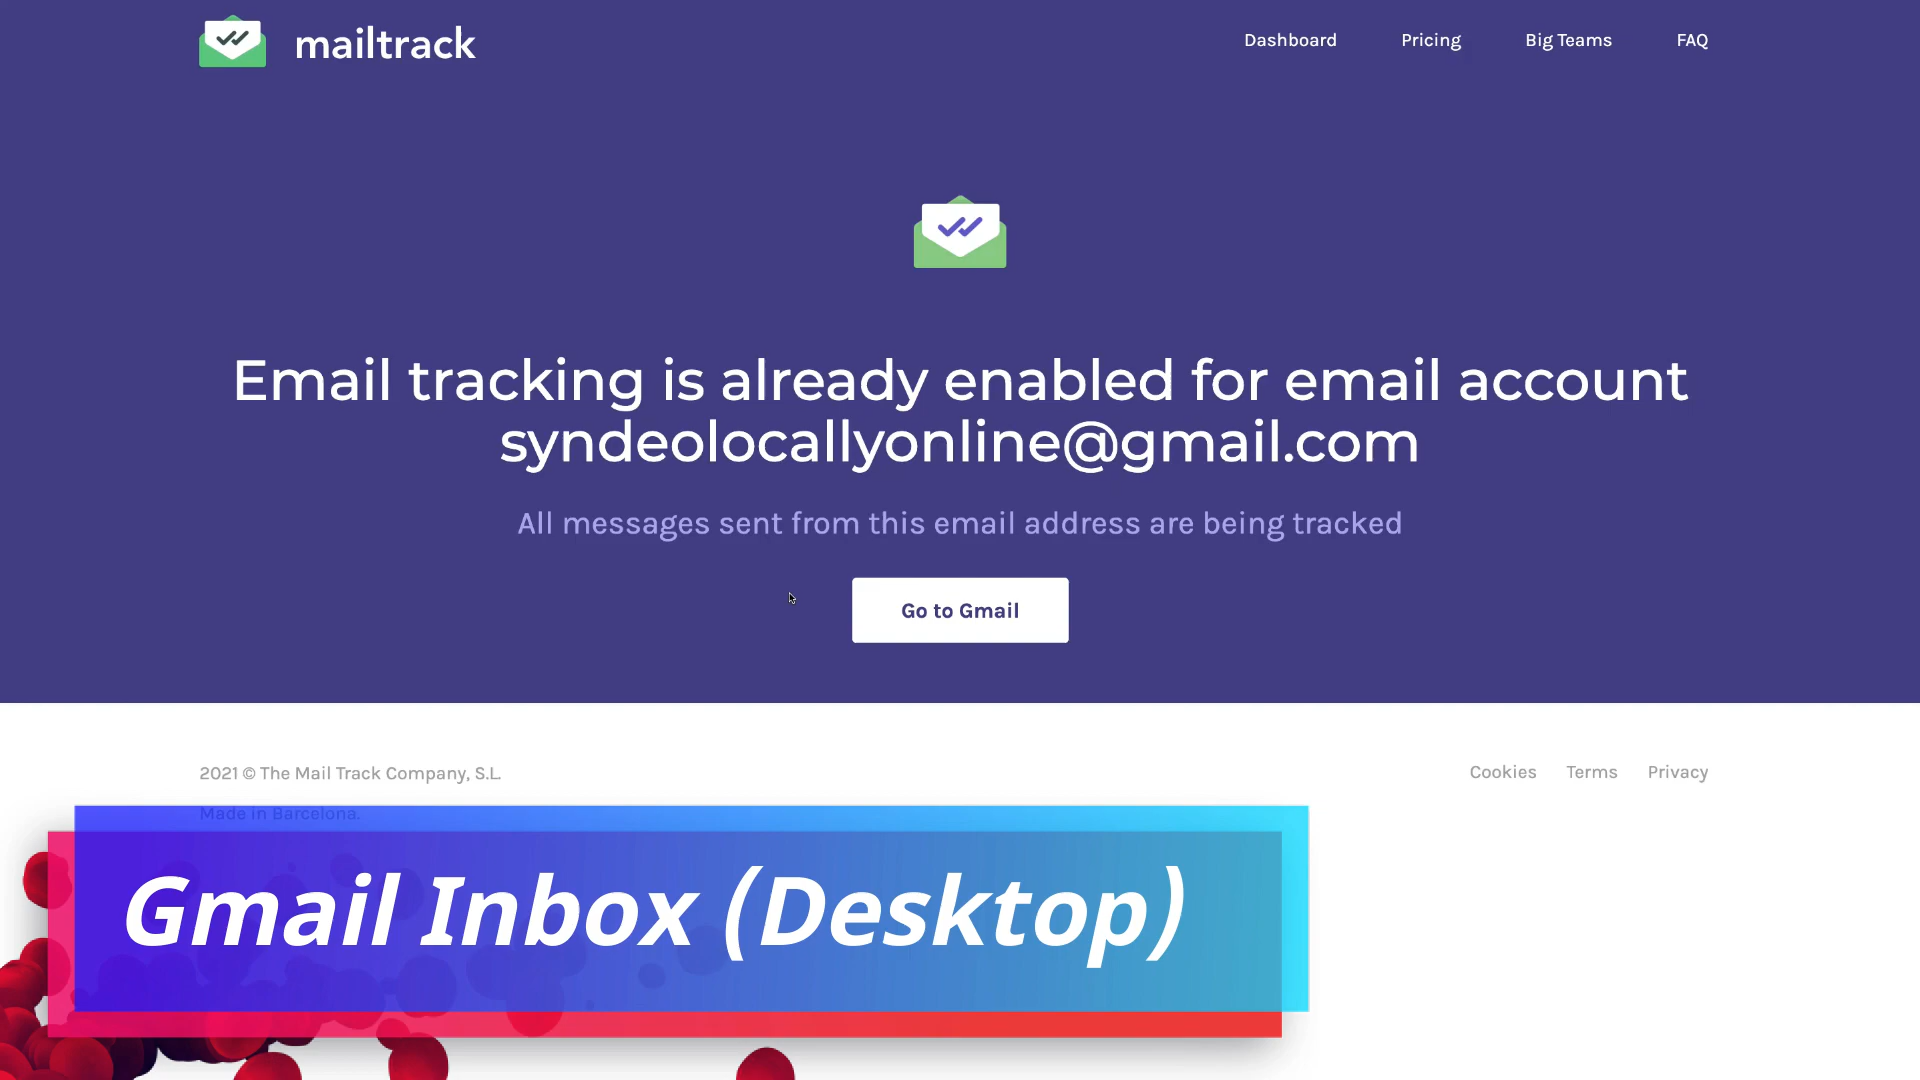 mailtrack
Dashboard
Pricing
Big Teams
FAQ
Email tracking is already enabled for email account
syndeolocallyonline@gmail.com
All messages sent from this email address are being tracked
Go to Gmail
2021 © The Mail Track Company, S.L.
Cookies
Terms
Privacy
Made in Barcelona.
Gmail Inbox (Desktop)